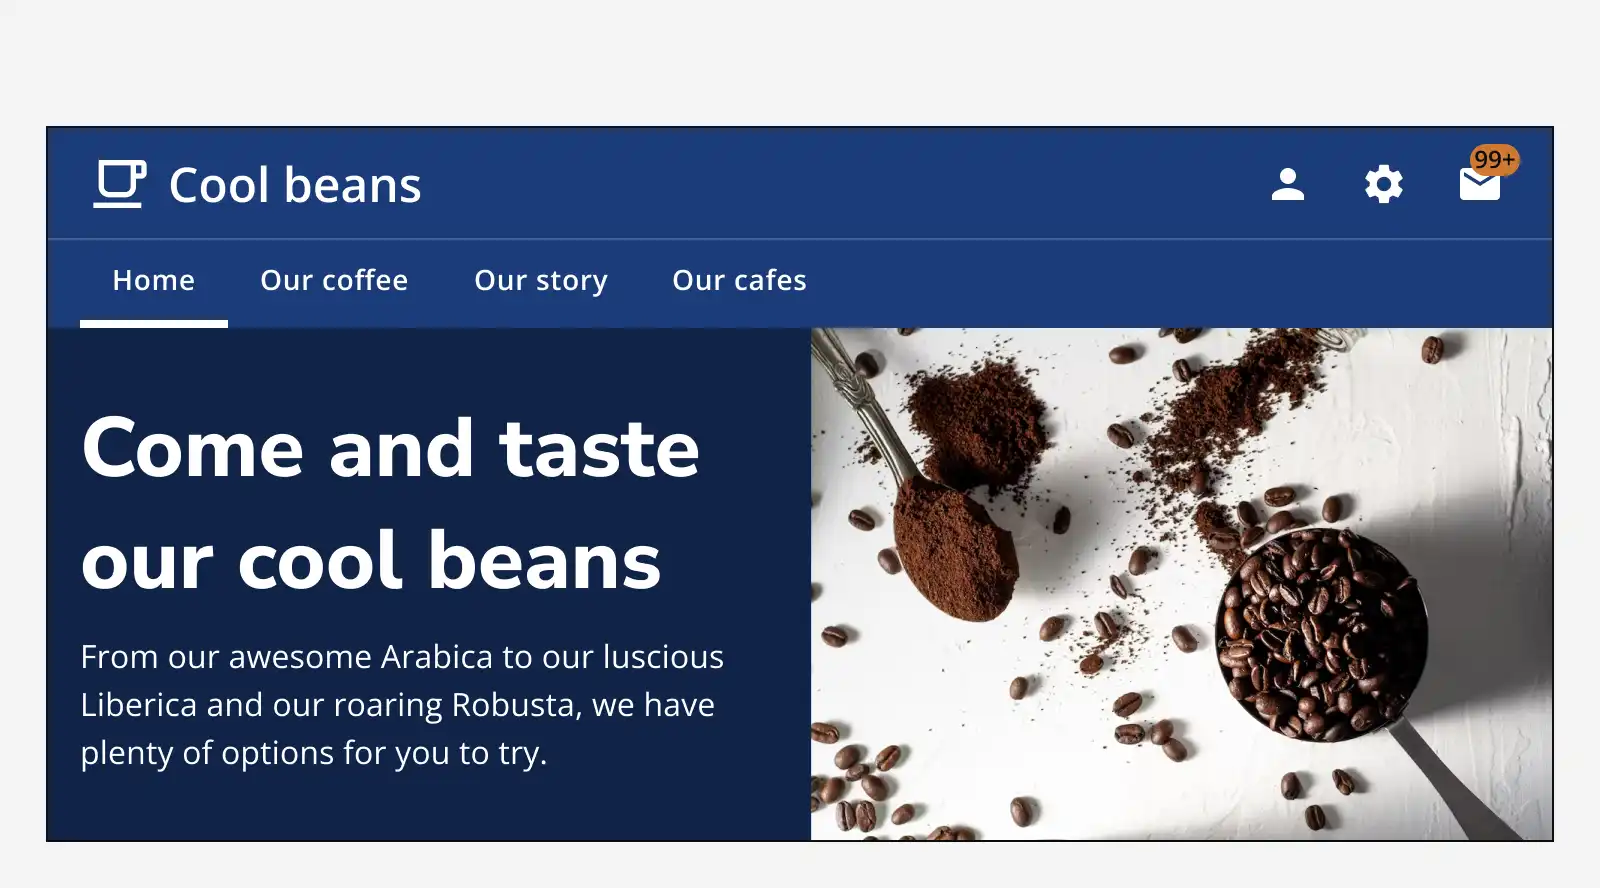 Cool beans
99+
Home Our coffee Our story Our cafes
Come and taste
our cool beans
From our awesome Arabica to our luscious
Liberica and our roaring Robusta, we have
plenty of options for you to try.